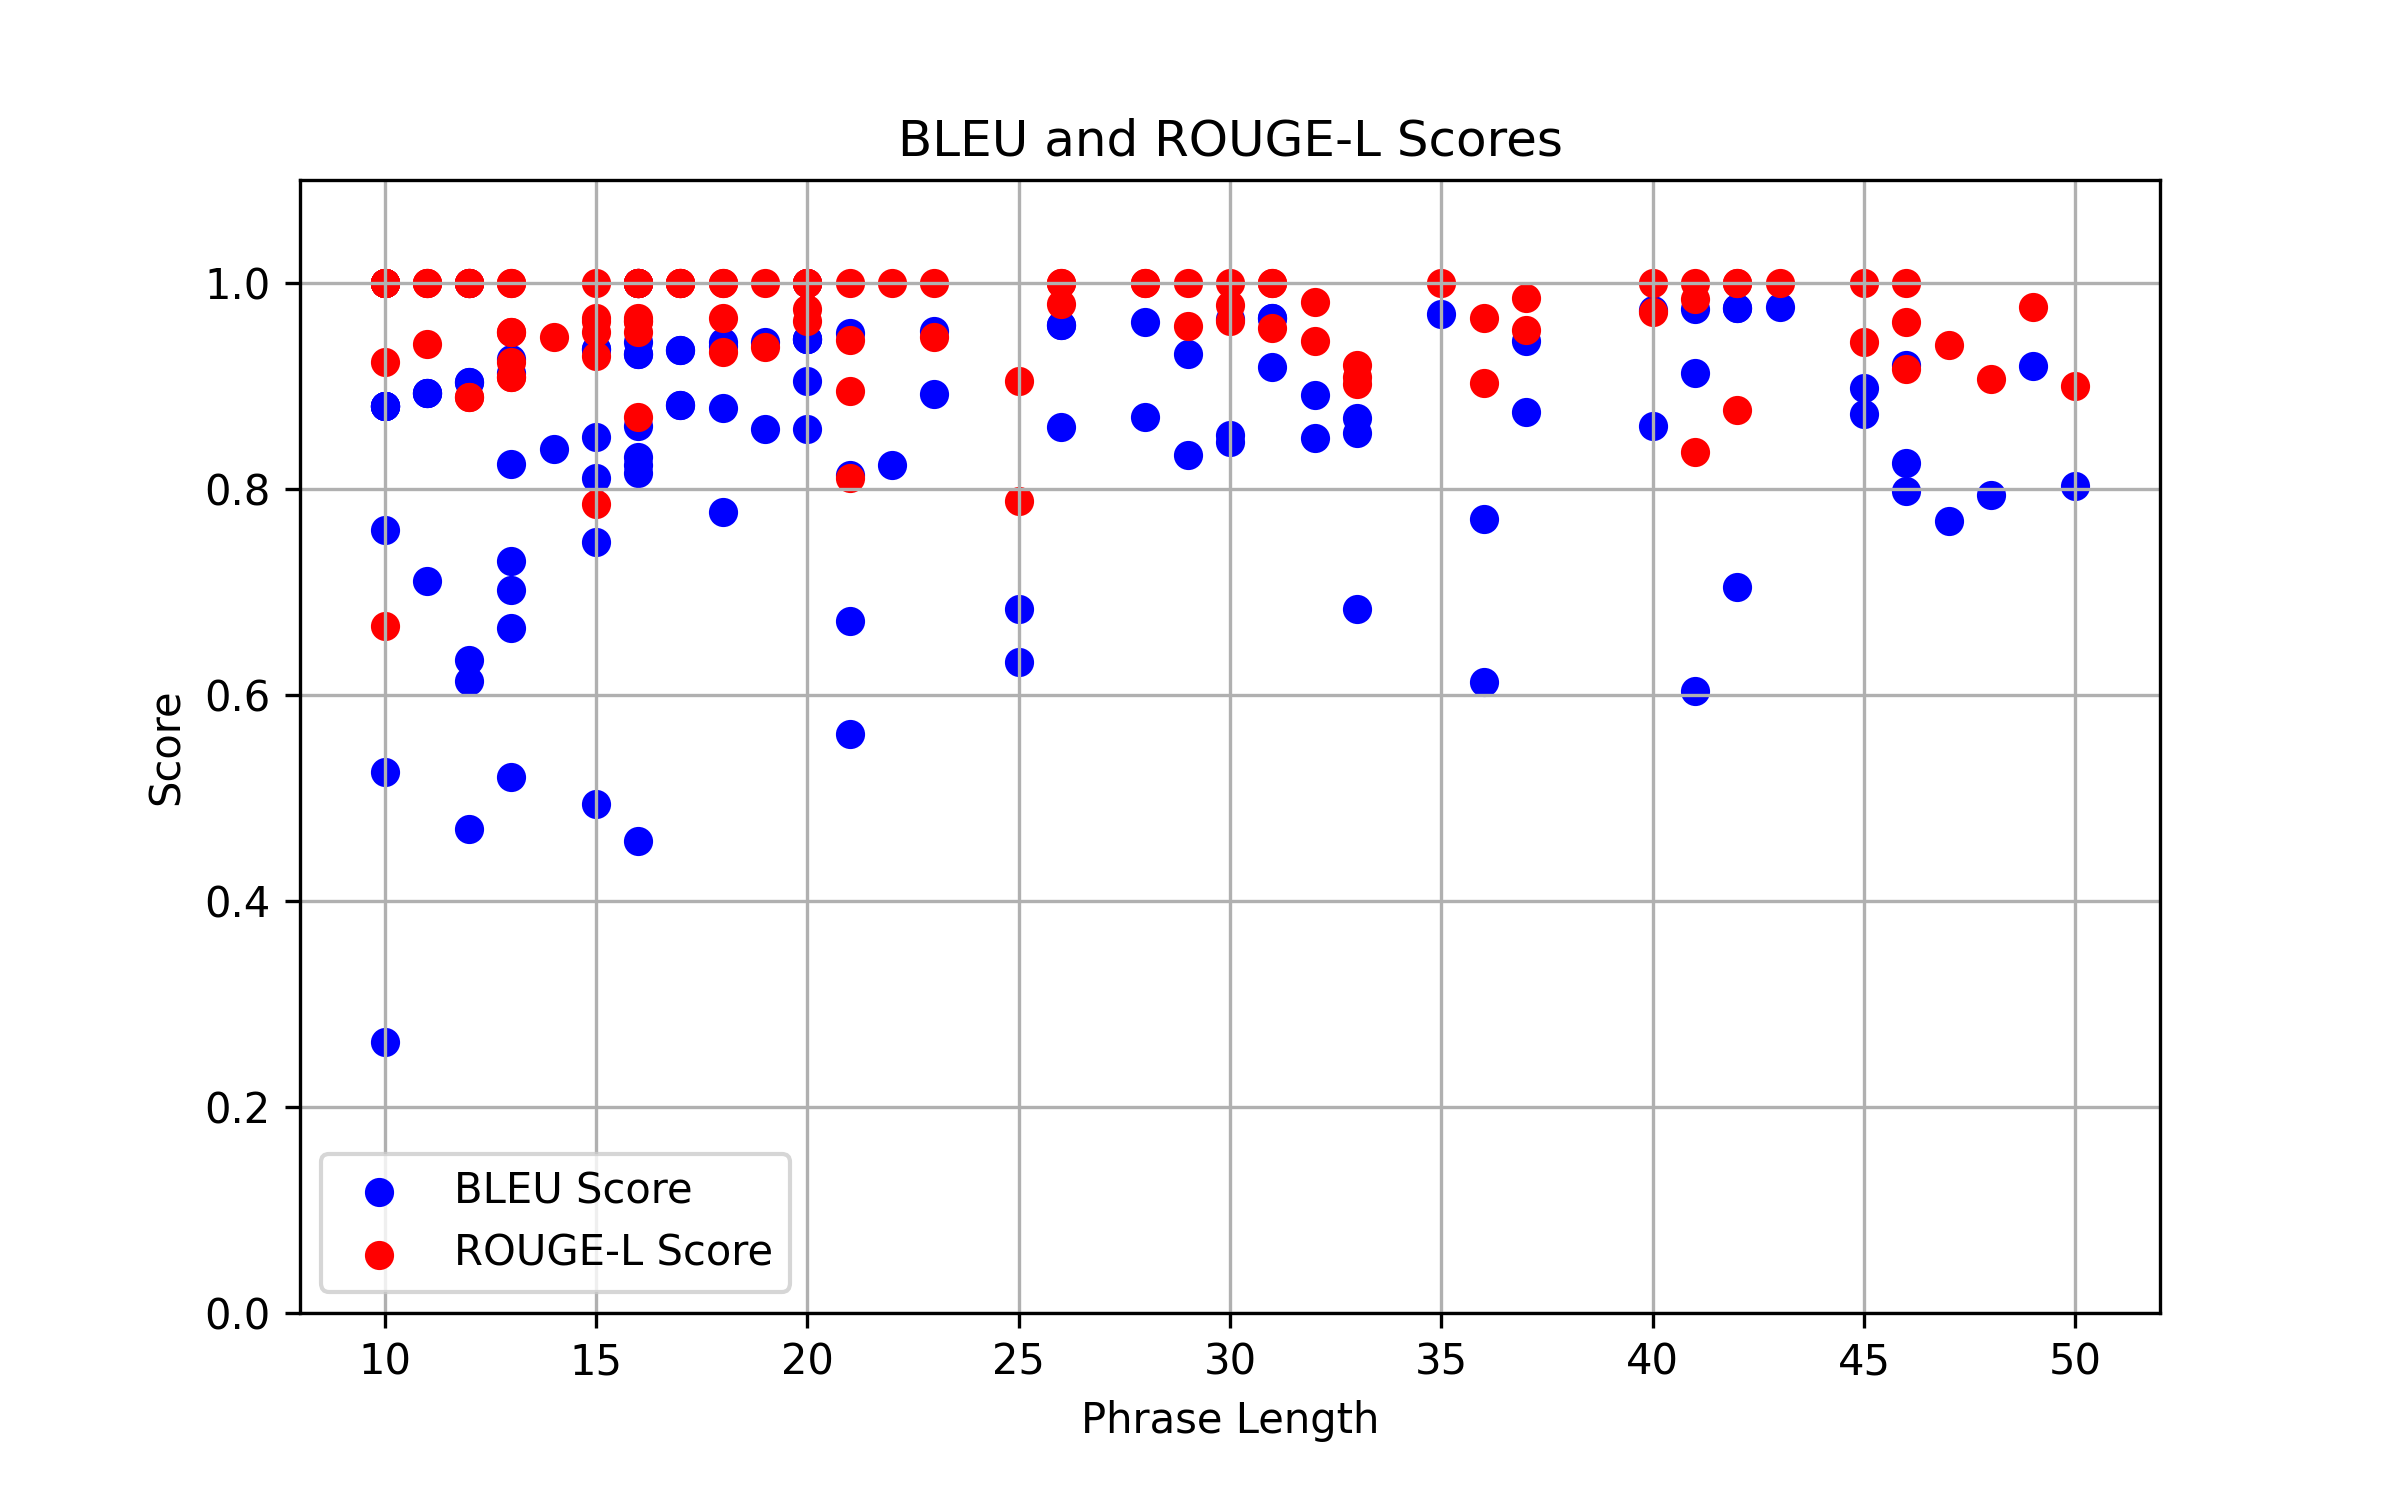 BLEU and ROUGE-L Scores
1.0
0.8
0.6
0.4
0.2
0.0
Score
BLEU Score
ROUGE-L Score
10 15 20 25 30 35 40 45 50
Phrase Length